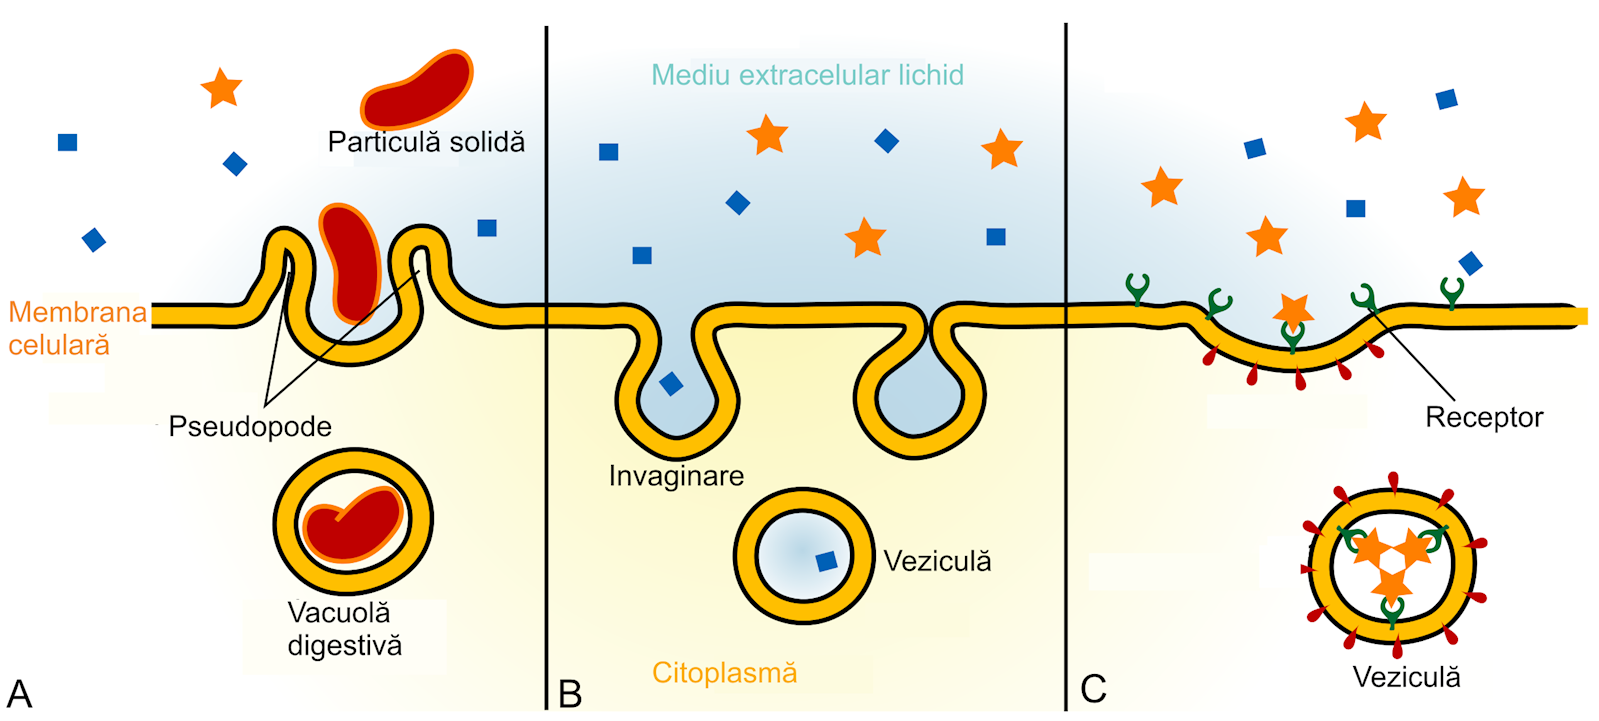 Mediu extracelular lichid
Particulă solidă
Membrana
celulară
Pseudopode
Receptor
Invaginare
Veziculă
Vacuolă
digestivă
Citoplasmă
Veziculă
A
B
C